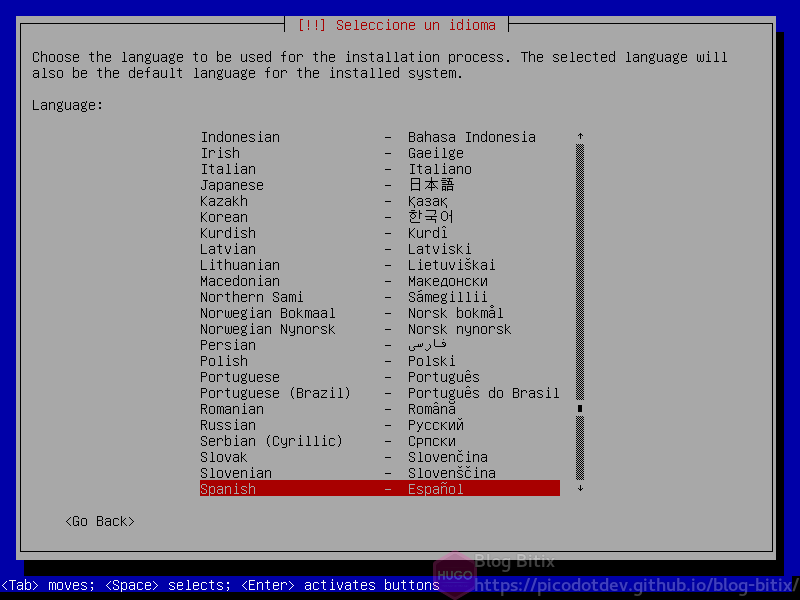 [!!] Seleccione un idioma
Choose the language to be used for the installation process. The selected language will
also be the default language for the installed system.
Language:
Indonesian - Bahasa Indonesia ↑
Irish - Gaeilge
Italian - Italiano
Japanese - 日本語
Kazakh - Қазақ
Korean - 한국어
Kurdish - Kurdî
Latvian - Latviski
Lithuanian - Lietuviškai
Macedonian - Македонски
Northern Sami - Sámegillii
Norwegian Bokmaal - Norsk bokmål
Norwegian Nynorsk - Norsk nynorsk
Persian - فارسی
Polish - Polski
Portuguese - Português
Portuguese (Brazil) - Português do Brasil
Romanian - Română
Russian - Русский
Serbian (Cyrillic) - Српски
Slovak - Slovenčina
Slovenian - Slovenščina
Spanish - Español ↓
<Go Back>
HUGO Blog Bitix
https://picodotdev.github.io/blog-bitix/
<Tab> moves; <Space> selects; <Enter> activates buttons